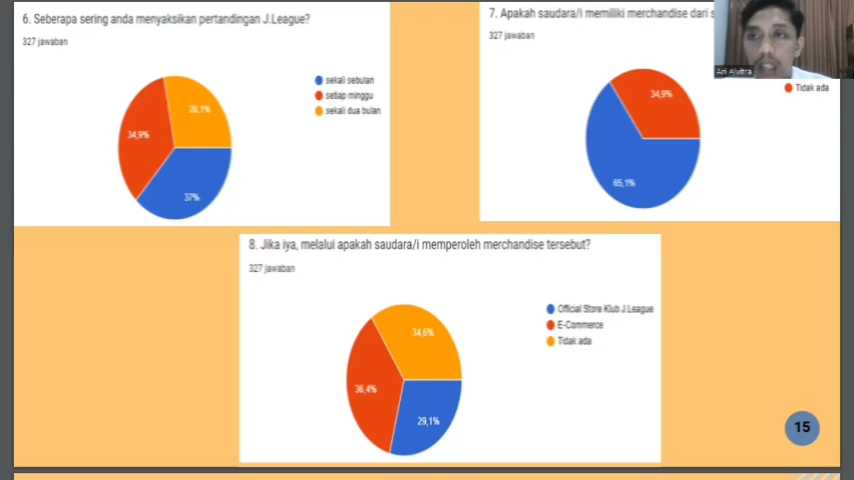 6. Seberapa sering anda menyaksikan pertandingan J.League?
327 jawaban
sekali sebulan
setiap minggu
sekali dua bulan
28,1%
34,9%
37%
7. Apakah saudara/i memiliki merchandise dari
327 jawaban
Tidak ada
34,9%
65,1%
Ari Alvitra
8. Jika iya, melalui apakah saudara/i memperoleh merchandise tersebut?
327 jawaban
Official Store Klub J.League
E-Commerce
Tidak ada
34,6%
36,4%
29,1%
15